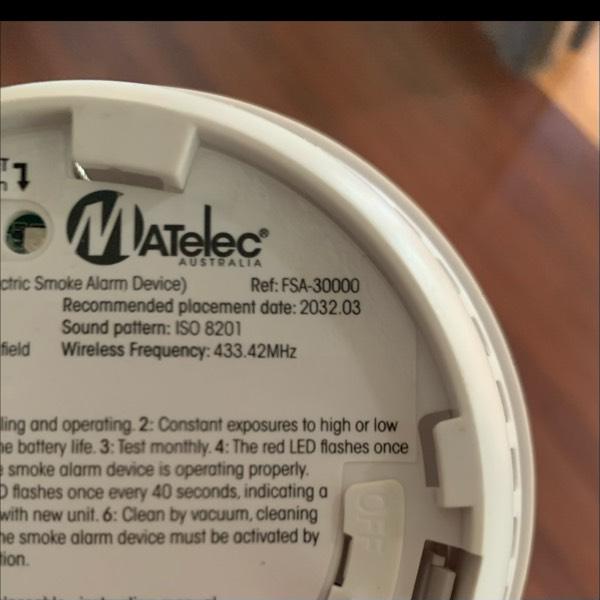 MATelec®
AUSTRALIA
ctric Smoke Alarm Device) Ref: FSA-30000
Recommended placement date: 2032.03
Sound pattern: ISO 8201
field Wireless Frequency: 433.42MHz
ling and operating. 2: Constant exposures to high or low
e battery life. 3: Test monthly. 4: The red LED flashes once
smoke alarm device is operating properly.
D flashes once every 40 seconds, indicating a
with new unit. 6: Clean by vacuum, cleaning
he smoke alarm device must be activated by
tion.
OFF